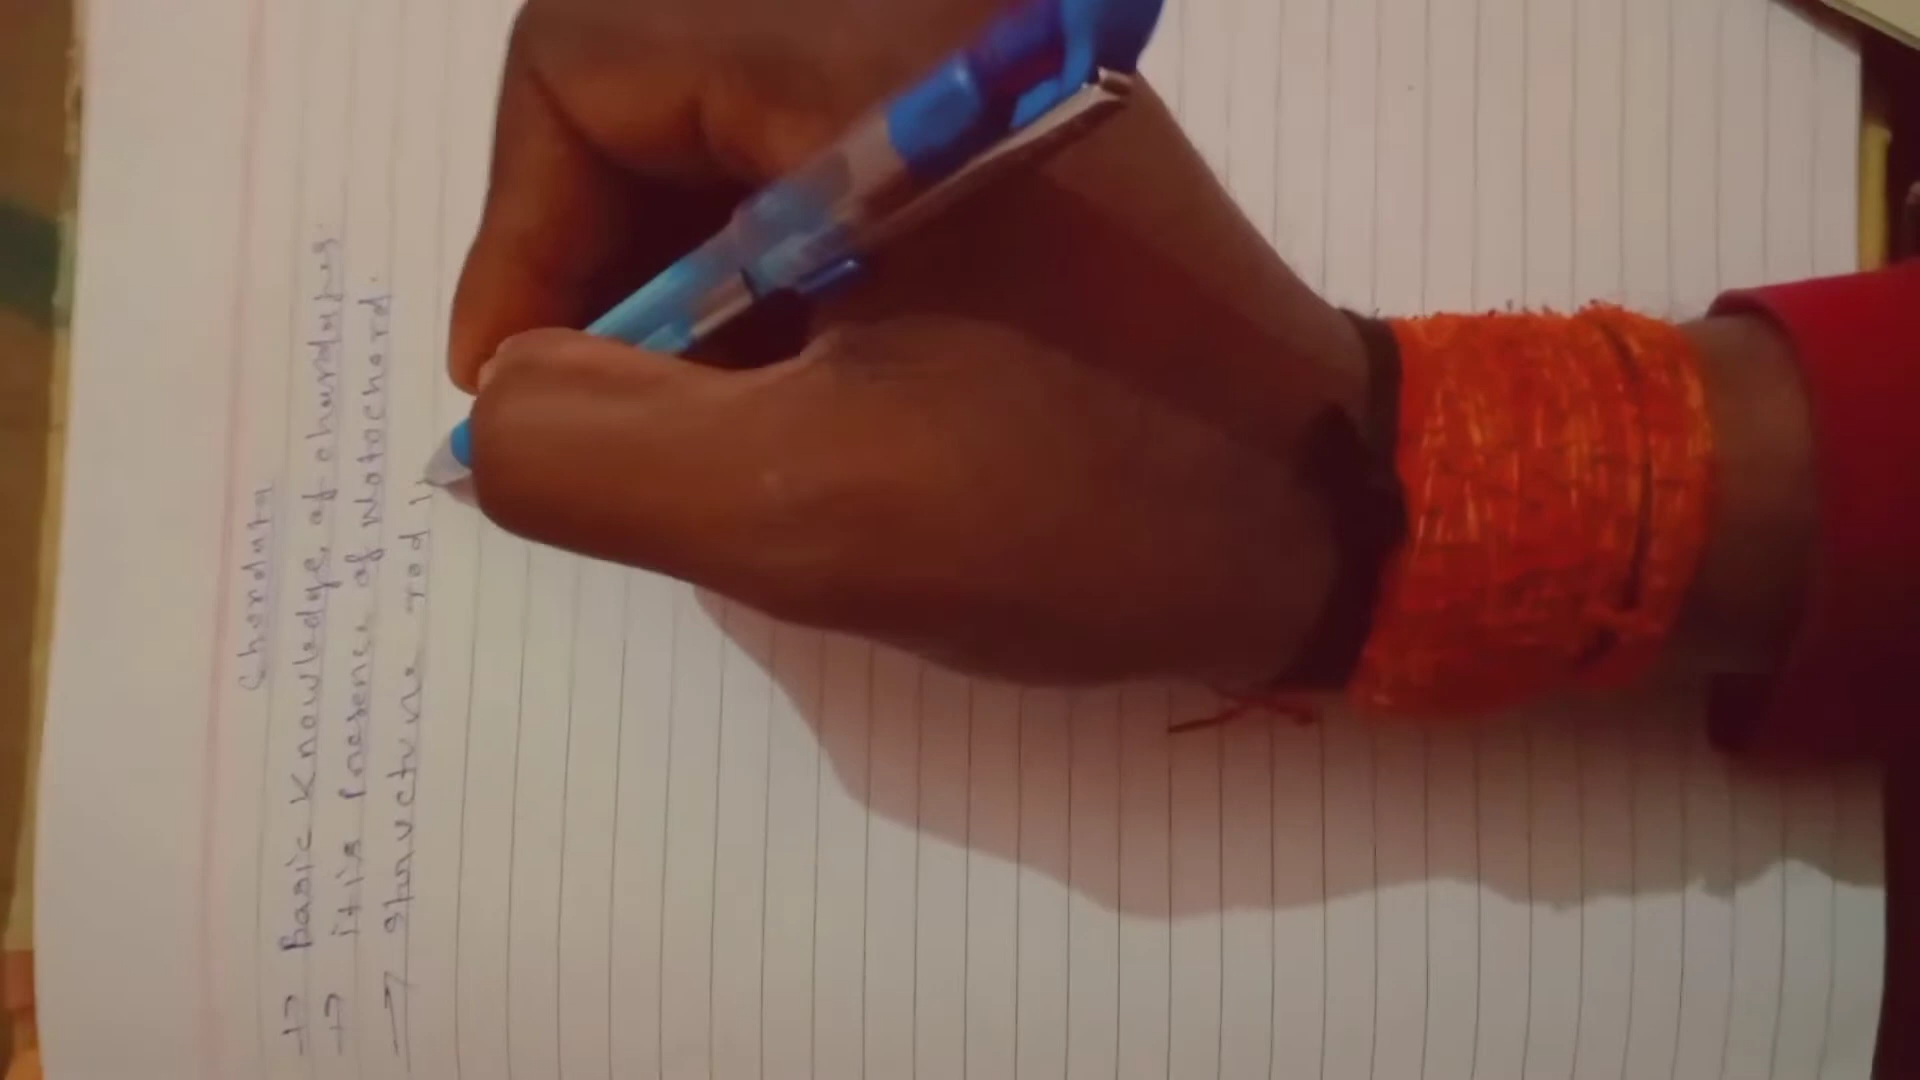 Chordata
→ Basic Knowledge of chordates.
→ it is Presence of Notochord.
→ structure rod l